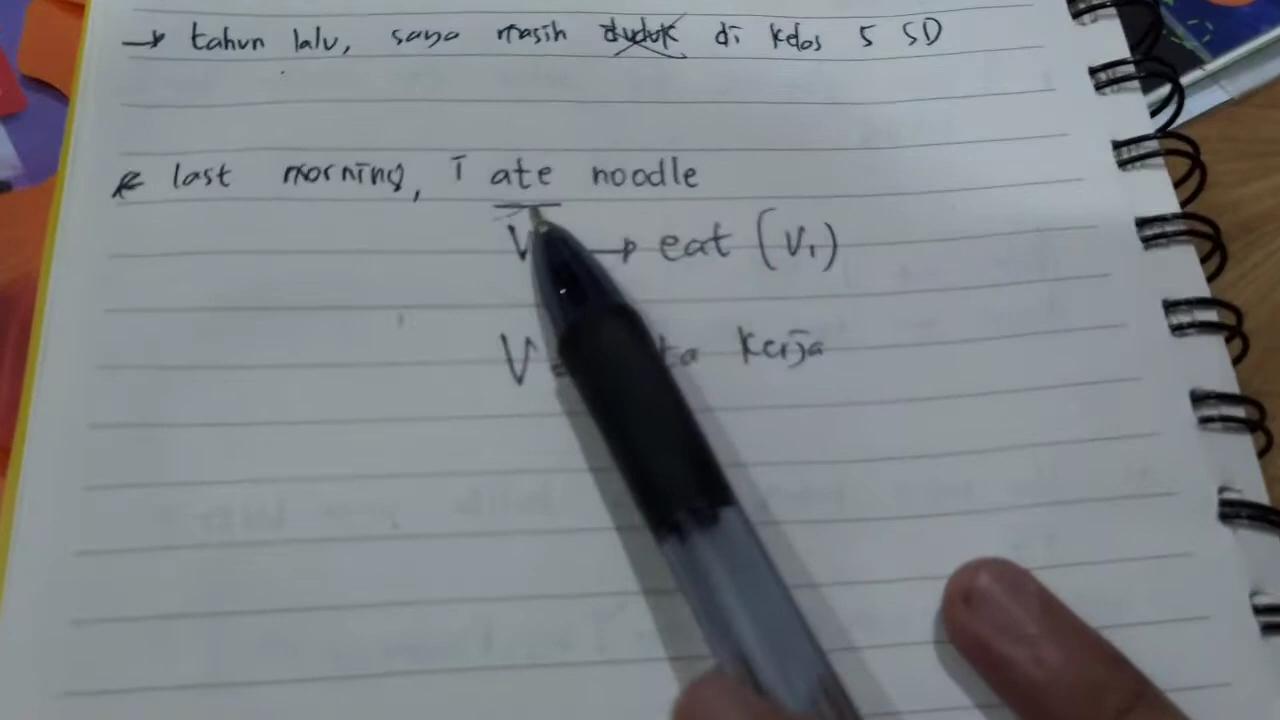 → tahun lalu, saya masih duduk di kelas 5 SD
last morning, I ate noodle
V → eat (V₁)
V kerja